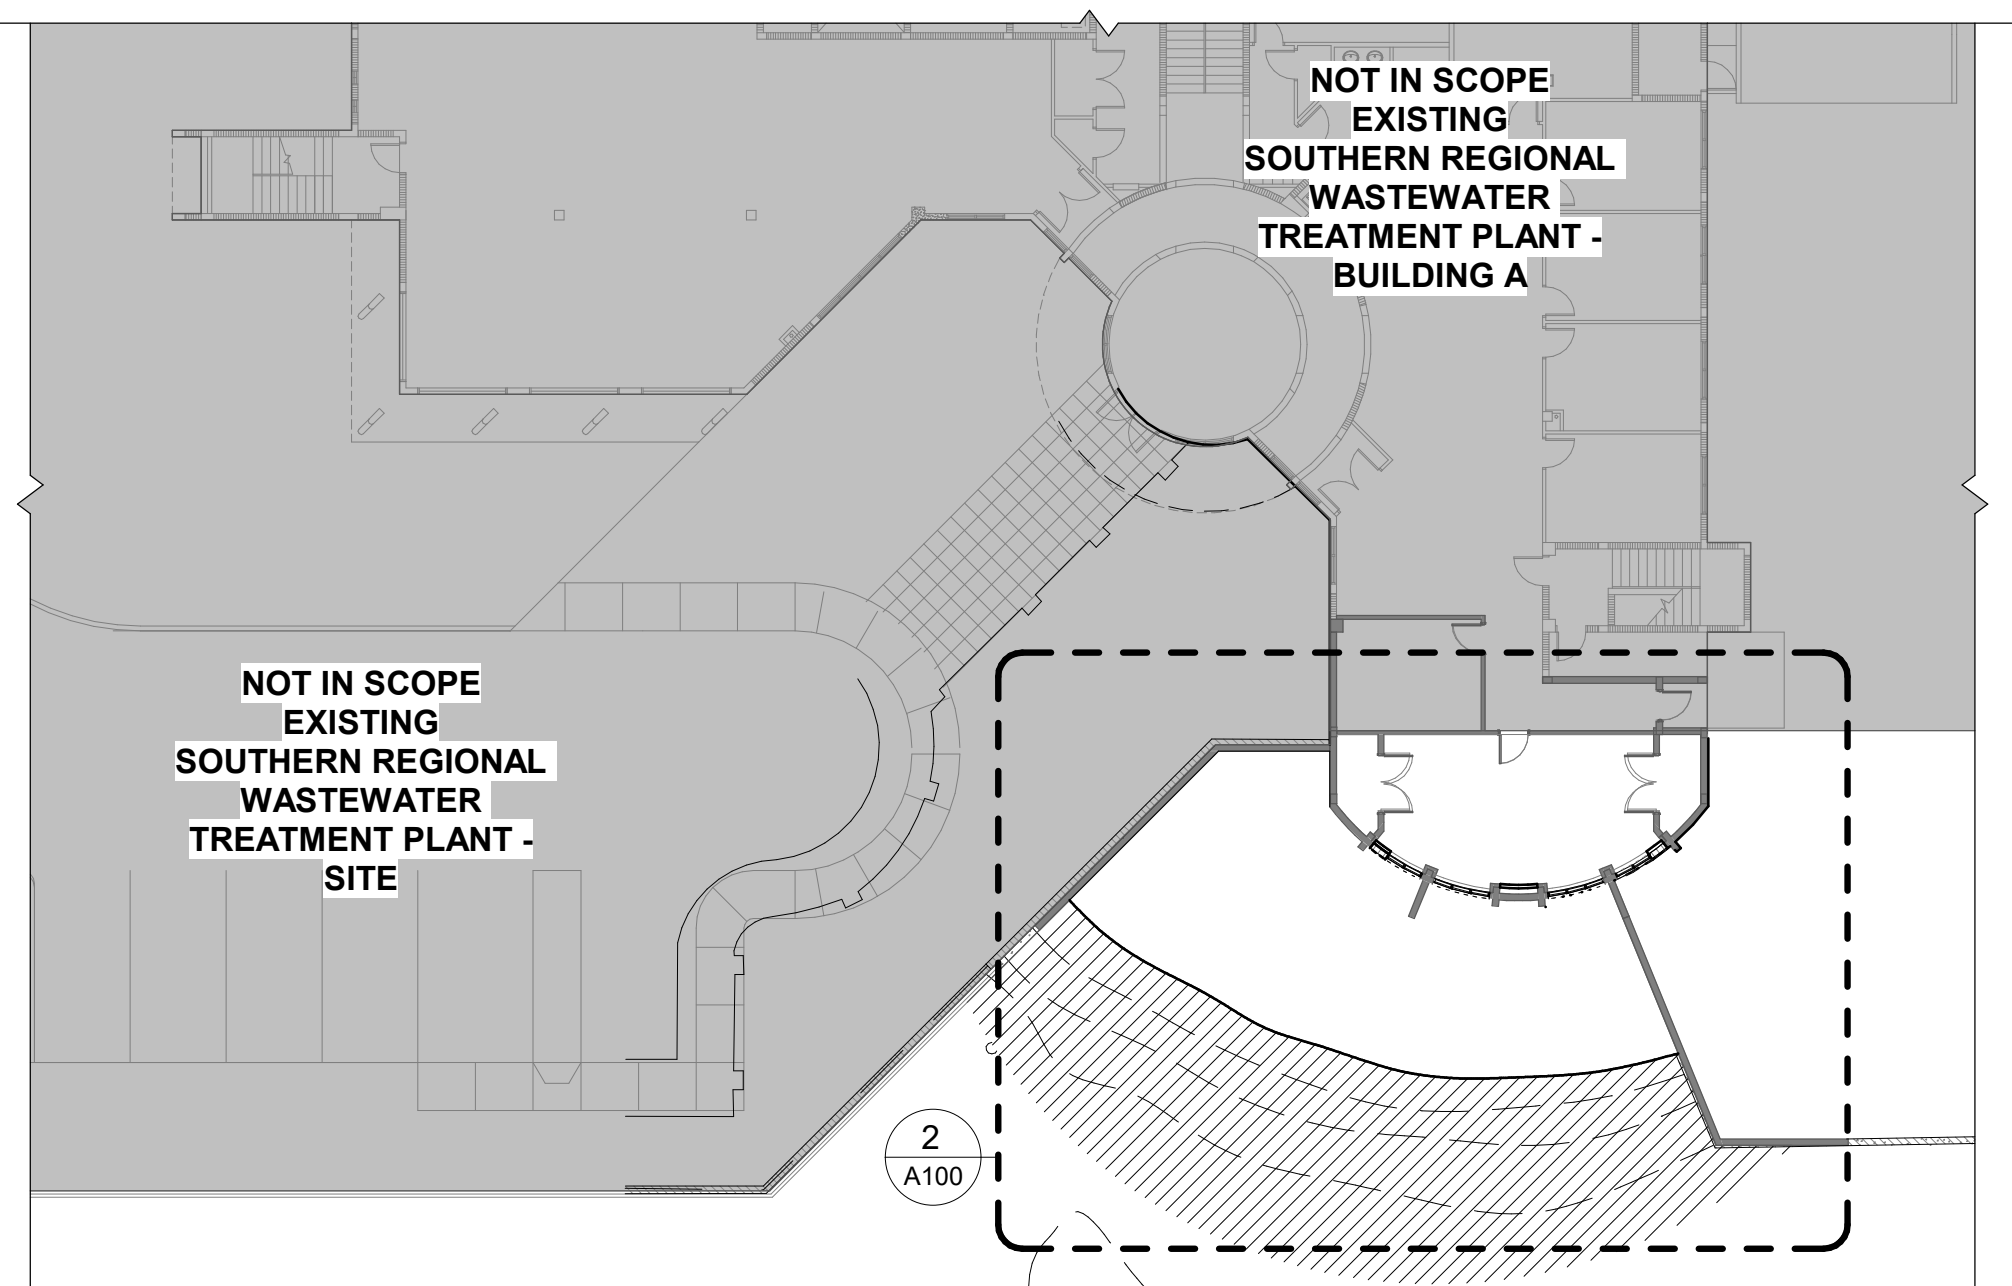 NOT IN SCOPE
EXISTING
SOUTHERN REGIONAL
WASTEWATER
TREATMENT PLANT -
BUILDING A
NOT IN SCOPE
EXISTING
SOUTHERN REGIONAL
WASTEWATER
TREATMENT PLANT -
SITE
2
A100